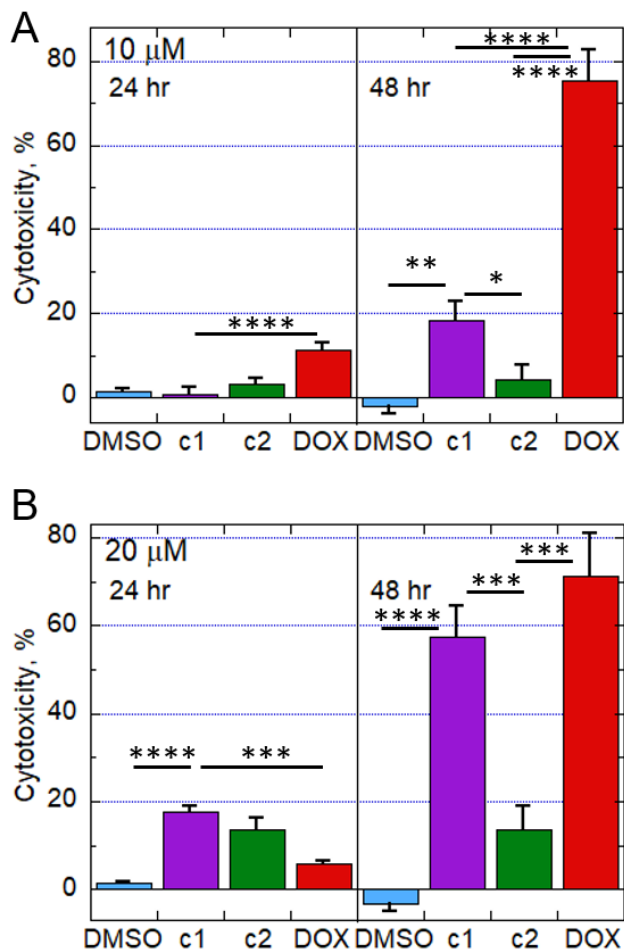 A
10 μM
24 hr
48 hr
****
****
**
*
****
80
60
40
20
0
Cytotoxicity, %
DMSO c1 c2 DOX DMSO c1 c2 DOX
B
20 μM
24 hr
48 hr
***
***
****
**** ***
80
60
40
20
0
Cytotoxicity, %
DMSO c1 c2 DOX DMSO c1 c2 DOX